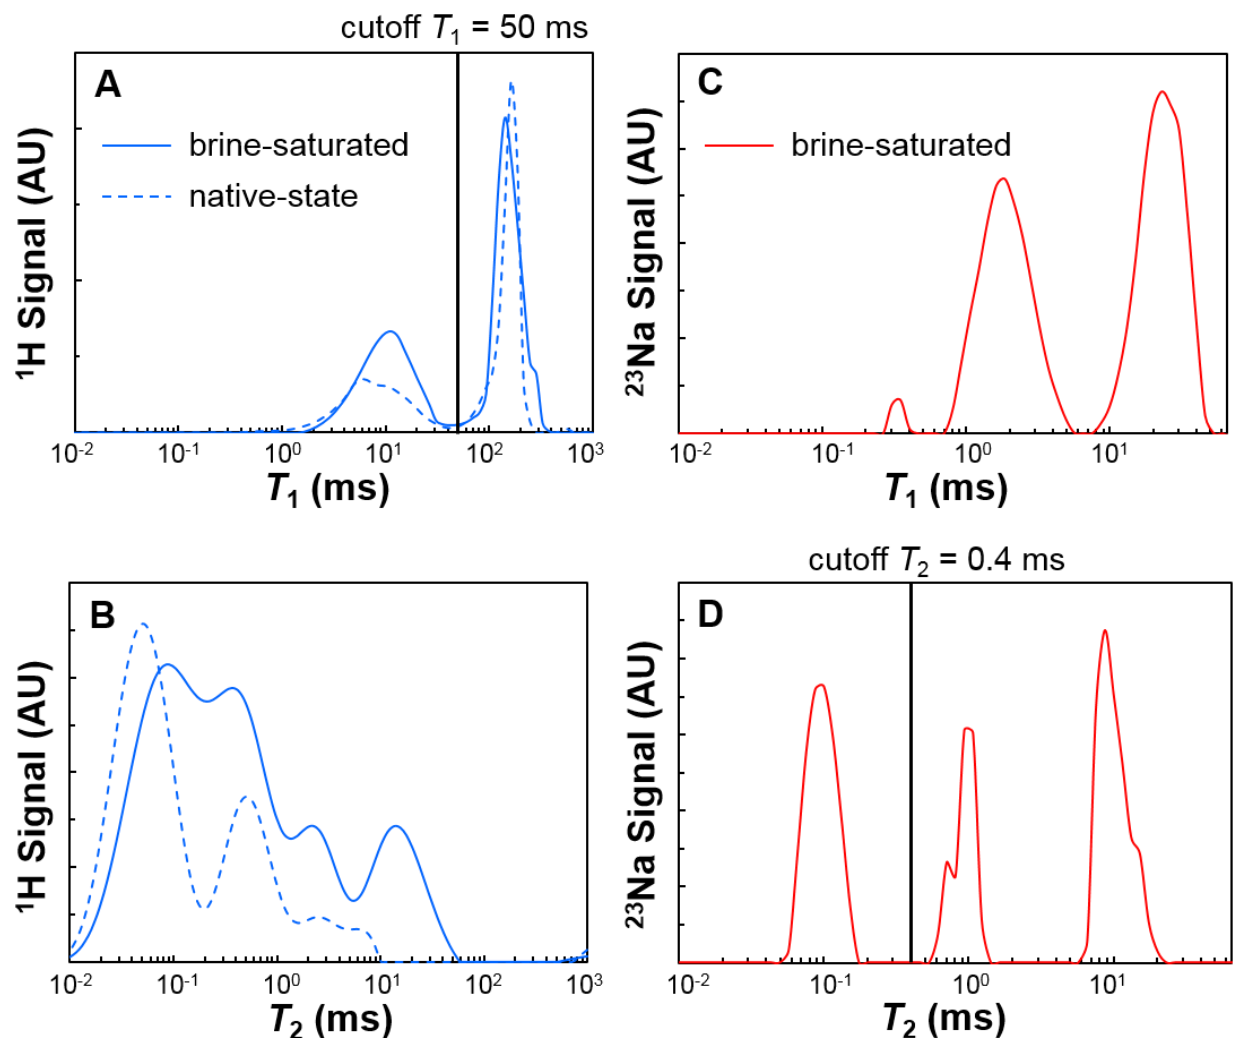 cutoff T1 = 50 ms
A
brine-saturated
native-state
1H Signal (AU)
10-2 10-1 100 101 102 103
T1 (ms)
C
brine-saturated
23Na Signal (AU)
10-2 10-1 100 101
T1 (ms)
B
1H Signal (AU)
10-2 10-1 100 101 102 103
T2 (ms)
cutoff T2 = 0.4 ms
D
23Na Signal (AU)
10-2 10-1 100 101
T2 (ms)